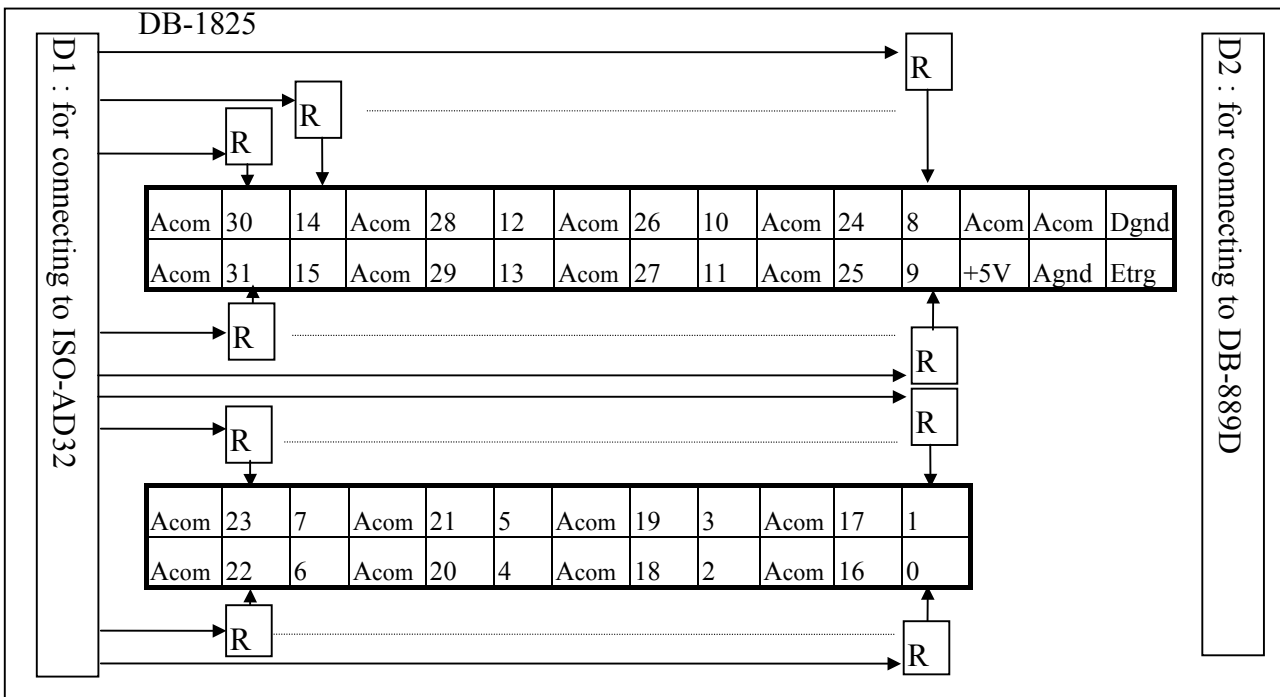 DB-1825
D1 : for connecting to ISO-AD32
D2 : for connecting to DB-889D
R
R
R
Acom 30 14 Acom 28 12 Acom 26 10 Acom 24 8 Acom Acom Dgnd
Acom 31 15 Acom 29 13 Acom 27 11 Acom 25 9 +5V Agnd Etrg
R
R
R
R
Acom 23 7 Acom 21 5 Acom 19 3 Acom 17 1
Acom 22 6 Acom 20 4 Acom 18 2 Acom 16 0
R
R